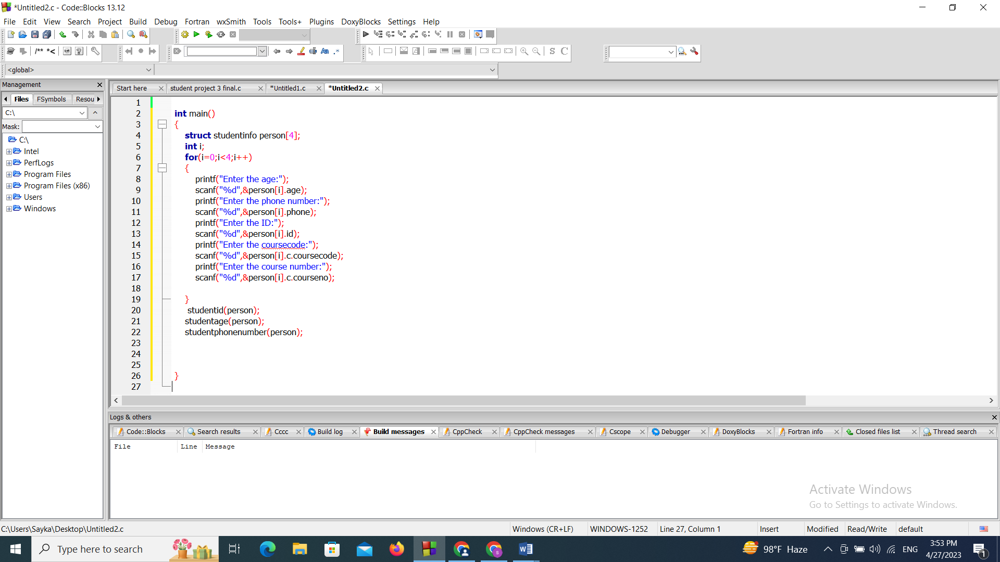 *Untitled2.c - Code::Blocks 13.12
File Edit View Search Project Build Debug Fortran wxSmith Tools Tools+ Plugins DoxyBlocks Settings Help
/** *<
Aa .*
S C
<global>
Management
Start here student project 3 final.c *Untitled1.c *Untitled2.c
Files FSymbols Resou
C:\
Mask:
C:\
Intel
PerfLogs
Program Files
Program Files (x86)
Users
Windows
1
2 int main()
3 {
4 struct studentinfo person[4];
5 int i;
6 for(i=0;i<4;i++)
7 {
8 printf("Enter the age:");
9 scanf("%d",&person[i].age);
10 printf("Enter the phone number:");
11 scanf("%d",&person[i].phone);
12 printf("Enter the ID:");
13 scanf("%d",&person[i].id);
14 printf("Enter the coursecode:");
15 scanf("%d",&person[i].c.coursecode);
16 printf("Enter the course number:");
17 scanf("%d",&person[i].c.courseno);
18
19 }
20 studentid(person);
21 studentage(person);
22 studentphonenumber(person);
23
24
25
26 }
27
Logs & others
Code::Blocks Search results Cccc Build log Build messages CppCheck CppCheck messages Cscope Debugger DoxyBlocks Fortran info Closed files list Thread search
File Line Message
Activate Windows
Go to Settings to activate Windows.
C:\Users\Sayka\Desktop\Untitled2.c Windows (CR+LF) WINDOWS-1252 Line 27, Column 1 Insert Modified Read/Write default
Type here to search
98°F Haze ENG
3:53 PM
4/27/2023
1